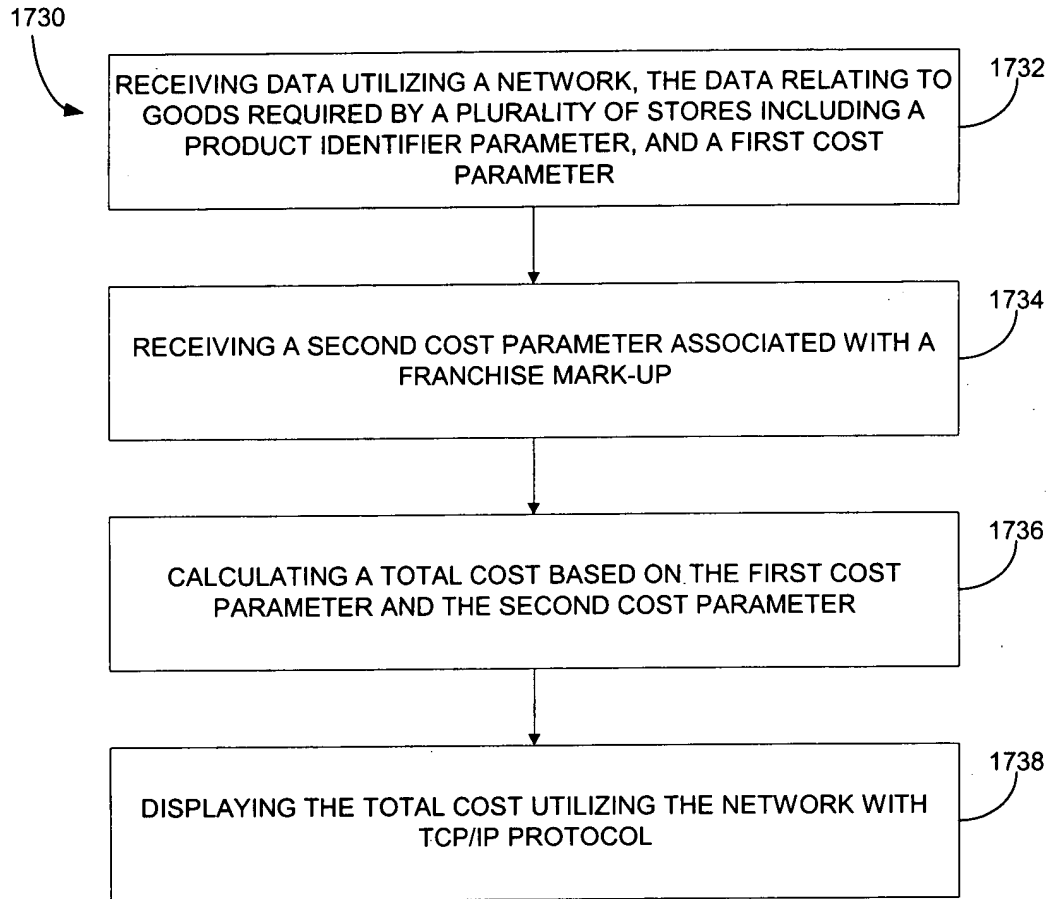 1730
RECEIVING DATA UTILIZING A NETWORK, THE DATA RELATING TO
GOODS REQUIRED BY A PLURALITY OF STORES INCLUDING A
PRODUCT IDENTIFIER PARAMETER, AND A FIRST COST
PARAMETER
1732
RECEIVING A SECOND COST PARAMETER ASSOCIATED WITH A
FRANCHISE MARK-UP
1734
CALCULATING A TOTAL COST BASED ON THE FIRST COST
PARAMETER AND THE SECOND COST PARAMETER
1736
DISPLAYING THE TOTAL COST UTILIZING THE NETWORK WITH
TCP/IP PROTOCOL
1738